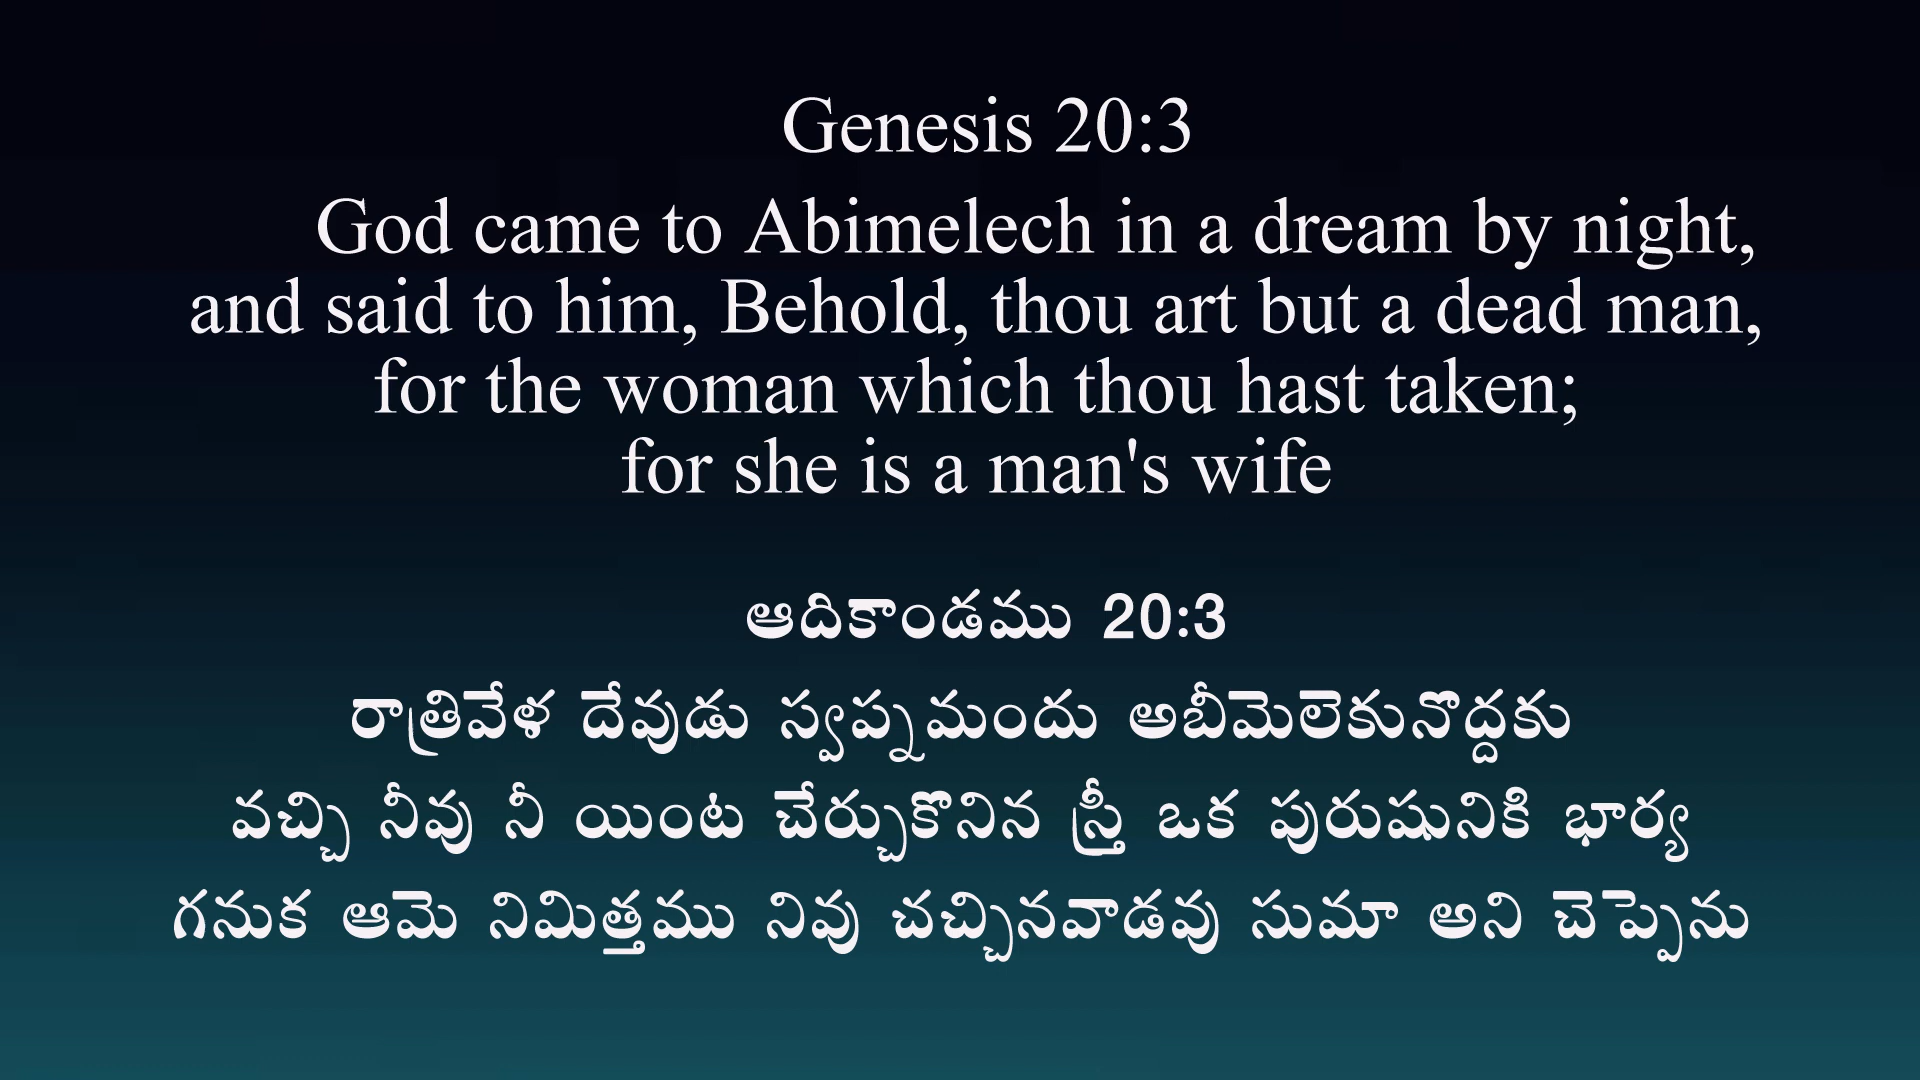 Genesis 20:3
God came to Abimelech in a dream by night,
and said to him, Behold, thou art but a dead man,
for the woman which thou hast taken;
for she is a man's wife
ఆదికాండము 20:3
రాత్రివేళ దేవుడు స్వప్నమందు అబీమెలెకునొద్దకు
వచ్చి నీవు నీ యింట చేర్చుకొనిన స్త్రీ ఒక పురుషునికి భార్య
గనుక ఆమె నిమిత్తము నివు చచ్చినవాడవు సుమా అని చెప్పెను